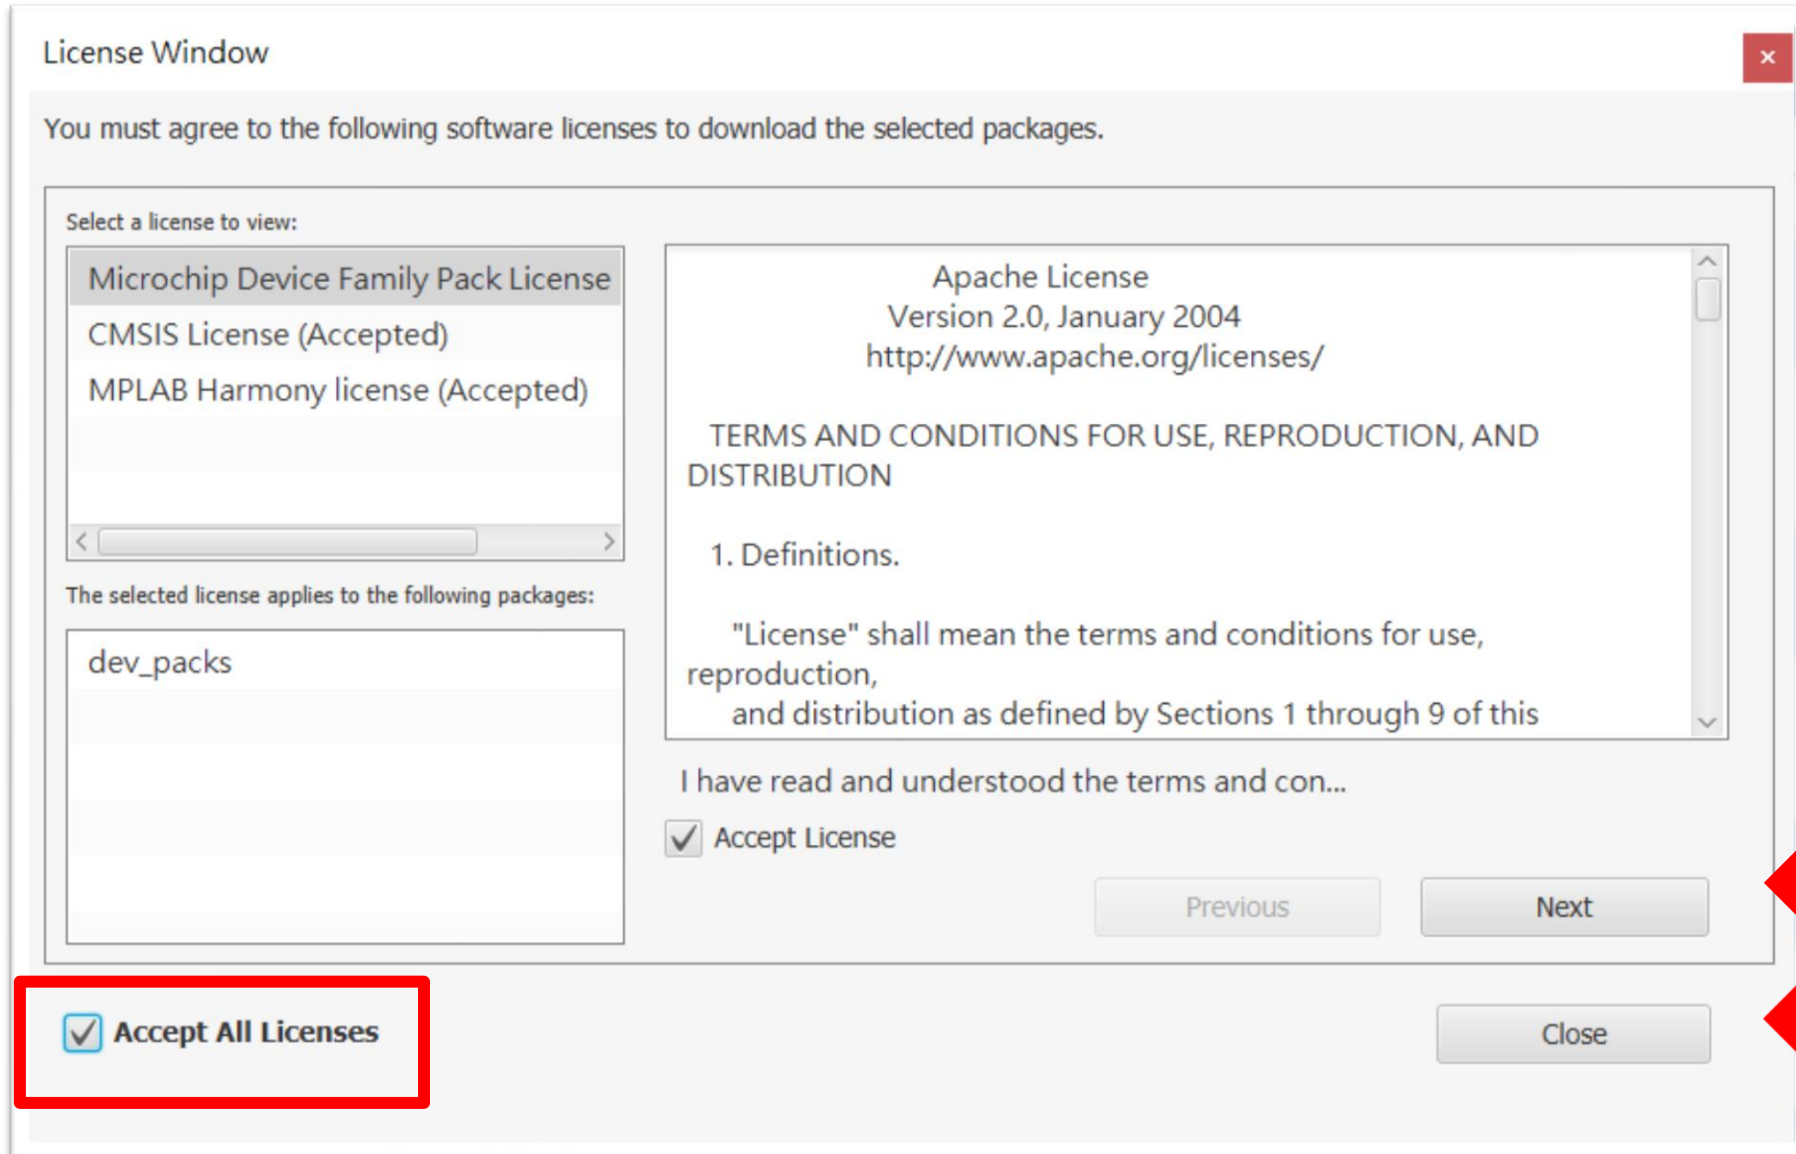 License Window
x
You must agree to the following software licenses to download the selected packages.
Select a license to view:
Microchip Device Family Pack License
CMSIS License (Accepted)
MPLAB Harmony license (Accepted)
The selected license applies to the following packages:
dev_packs
Apache License
Version 2.0, January 2004
http://www.apache.org/licenses/
TERMS AND CONDITIONS FOR USE, REPRODUCTION, AND
DISTRIBUTION
1. Definitions.
"License" shall mean the terms and conditions for use,
reproduction,
and distribution as defined by Sections 1 through 9 of this
I have read and understood the terms and con...
Accept License
Previous
Next
Accept All Licenses
Close